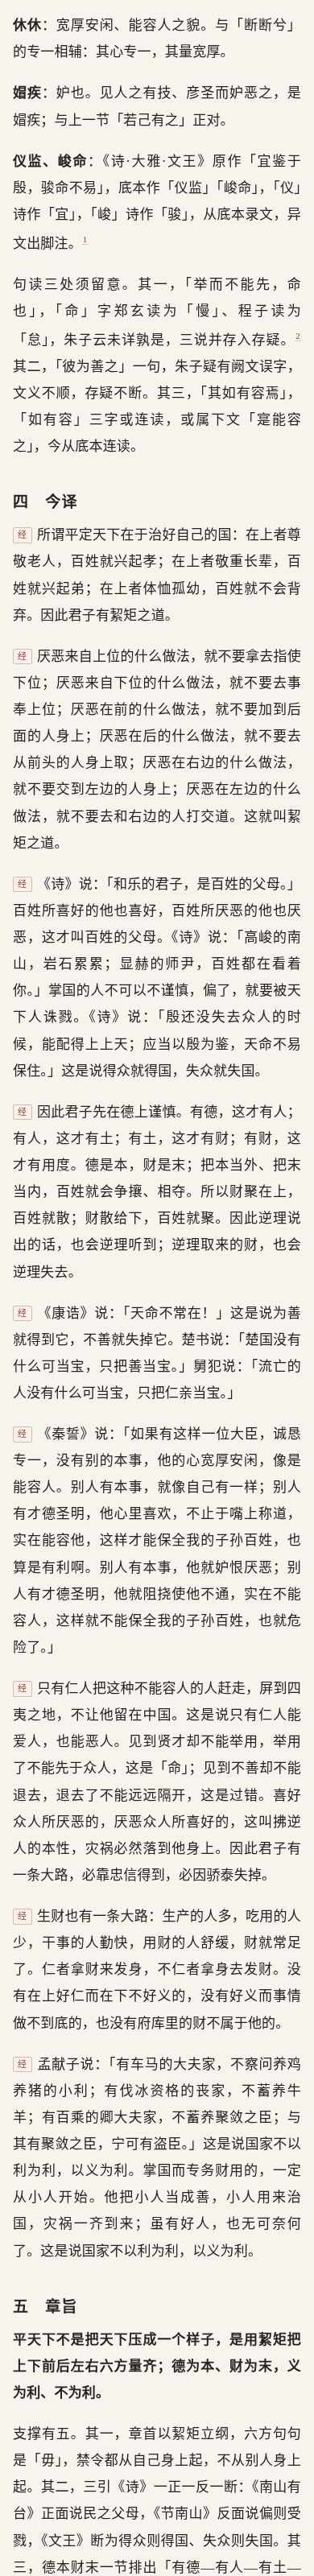 休休：宽厚安闲、能容人之貌。与「断断兮」
的专一相辅：其心专一，其量宽厚。
媢疾：妒也。见人之有技、彦圣而妒恶之，是
媢疾；与上一节「若己有之」正对。
仪监、峻命：《诗·大雅·文王》原作「宜鉴于
殷，骏命不易」，底本作「仪监」「峻命」，「仪」
诗作「宜」，「峻」诗作「骏」，从底本录文，异
文出脚注。1
句读三处须留意。其一，「举而不能先，命
也」，「命」字郑玄读为「慢」、程子读为
「怠」，朱子云未详孰是，三说并存入存疑。2
其二，「彼为善之」一句，朱子疑有阙文误字，
文义不顺，存疑不断。其三，「其如有容焉」，
「如有容」三字或连读，或属下文「寔能容
之」，今从底本连读。
四 今译
经 所谓平定天下在于治好自己的国：在上者尊
敬老人，百姓就兴起孝；在上者敬重长辈，百
姓就兴起弟；在上者体恤孤幼，百姓就不会背
弃。因此君子有絜矩之道。
经 厌恶来自上位的什么做法，就不要拿去指使
下位；厌恶来自下位的什么做法，就不要去事
奉上位；厌恶在前的什么做法，就不要加到后
面的人身上；厌恶在后的什么做法，就不要去
从前头的人身上取；厌恶在右边的什么做法，
就不要交到左边的人身上；厌恶在左边的什么
做法，就不要去和右边的人打交道。这就叫絜
矩之道。
经 《诗》说：「和乐的君子，是百姓的父母。」
百姓所喜好的他也喜好，百姓所厌恶的他也厌
恶，这才叫百姓的父母。《诗》说：「高峻的南
山，岩石累累；显赫的师尹，百姓都在看着
你。」掌国的人不可以不谨慎，偏了，就要被天
下人诛戮。《诗》说：「殷还没失去众人的时
候，能配得上上天；应当以殷为鉴，天命不易
保住。」这是说得众就得国，失众就失国。
经 因此君子先在德上谨慎。有德，这才有人；
有人，这才有土；有土，这才有财；有财，这
才有用度。德是本，财是末；把本当外、把末
当内，百姓就会争攘、相夺。所以财聚在上，
百姓就散；财散给下，百姓就聚。因此逆理说
出的话，也会逆理听到；逆理取来的财，也会
逆理失去。
经 《康诰》说：「天命不常在！」这是说为善
就得到它，不善就失掉它。楚书说：「楚国没有
什么可当宝，只把善当宝。」舅犯说：「流亡的
人没有什么可当宝，只把仁亲当宝。」
经 《秦誓》说：「如果有这样一位大臣，诚恳
专一，没有别的本事，他的心宽厚安闲，像是
能容人。别人有本事，就像自己有一样；别人
有才德圣明，他心里喜欢，不止于嘴上称道，
实在能容他，这样才能保全我的子孙百姓，也
算是有利啊。别人有本事，他就妒恨厌恶；别
人有才德圣明，他就阻挠使他不通，实在不能
容人，这样就不能保全我的子孙百姓，也就危
险了。」
经 只有仁人把这种不能容人的人赶走，屏到四
夷之地，不让他留在中国。这是说只有仁人能
爱人，也能恶人。见到贤才却不能举用，举用
了不能先于众人，这是「命」；见到不善却不能
退去，退去了不能远远隔开，这是过错。喜好
众人所厌恶的，厌恶众人所喜好的，这叫拂逆
人的本性，灾祸必然落到他身上。因此君子有
一条大路，必靠忠信得到，必因骄泰失掉。
经 生财也有一条大路：生产的人多，吃用的人
少，干事的人勤快，用财的人舒缓，财就常足
了。仁者拿财来发身，不仁者拿身去发财。没
有在上好仁而在下不好义的，没有好义而事情
做不到底的，也没有府库里的财不属于他的。
经 孟献子说：「有车马的大夫家，不察问养鸡
养猪的小利；有伐冰资格的丧家，不蓄养牛
羊；有百乘的卿大夫家，不蓄养聚敛之臣；与
其有聚敛之臣，宁可有盗臣。」这是说国家不以
利为利，以义为利。掌国而专务财用的，一定
从小人开始。他把小人当成善，小人用来治
国，灾祸一齐到来；虽有好人，也无可奈何
了。这是说国家不以利为利，以义为利。
五 章旨
平天下不是把天下压成一个样子，是用絜矩把
上下前后左右六方量齐；德为本、财为末，义
为利、不为利。
支撑有五。其一，章首以絜矩立纲，六方句句
是「毋」，禁令都从自己身上起，不从别人身上
起。其二，三引《诗》一正一反一断：《南山有
台》正面说民之父母，《节南山》反面说偏则受
戮，《文王》断为得众则得国、失众则失国。其
三，德本财末一节排出「有德—有人—有土—